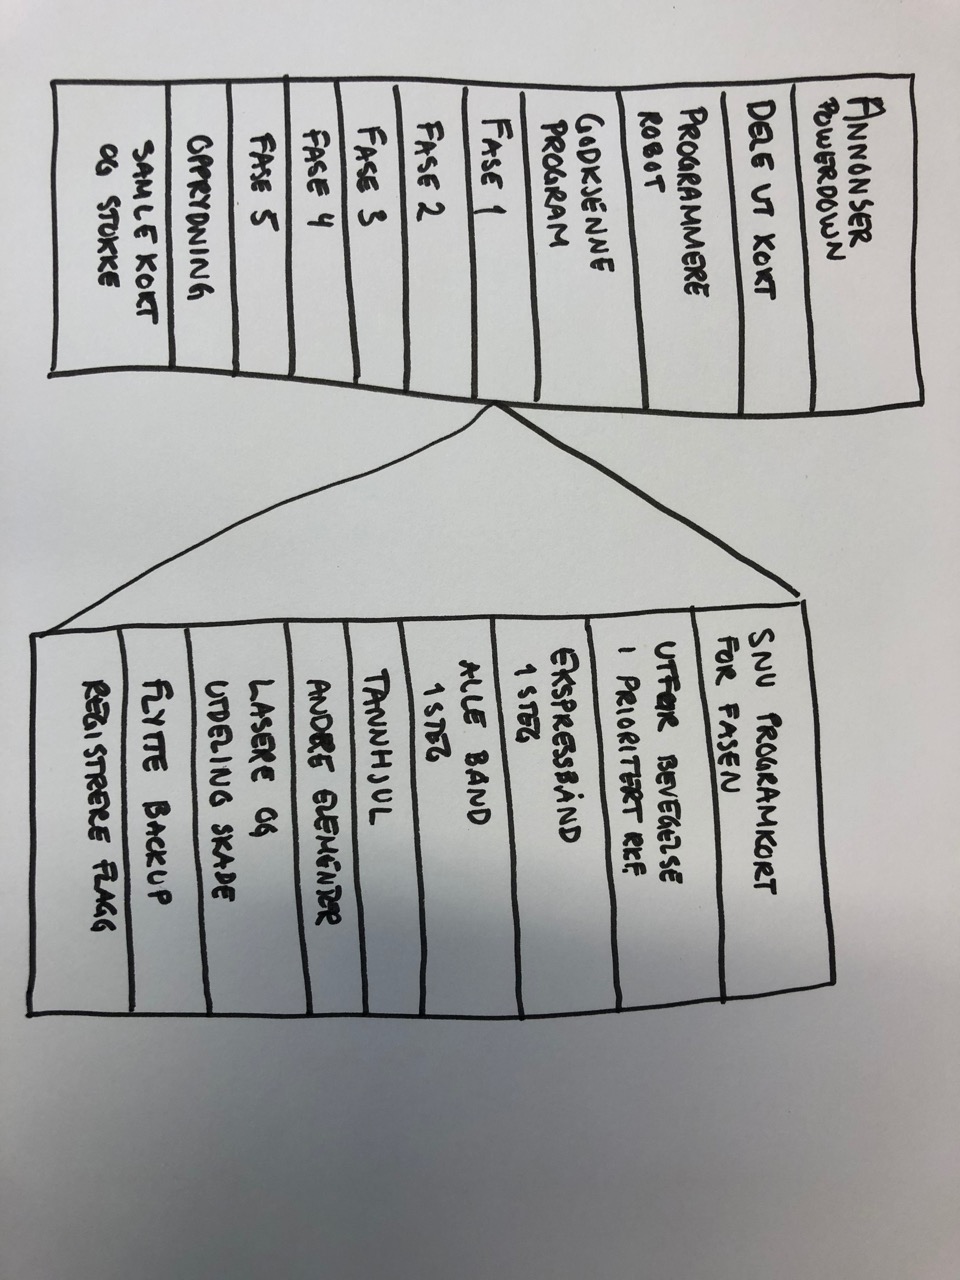 ANNONSER
POWERDOWN
DELE UT KORT
PROGRAMMERE
ROBOT
GODKJENNE
PROGRAM
FASE 1
FASE 2
FASE 3
FASE 4
FASE 5
OPPRYDNING
SAMLE KORT
OG STOKKE
SNU PROGRAMKORT
FOR FASEN
UTFØR BEVEGELSE
I PRIORITERT RKF.
EKSPRESSBÅND
1 STEG
ALLE BÅND
1 STEG
TANNHJUL
ANDRE ELEMENTER
LASERE OG
UTDELING SKADE
FLYTTE BACKUP
REGISTRERE FLAGG